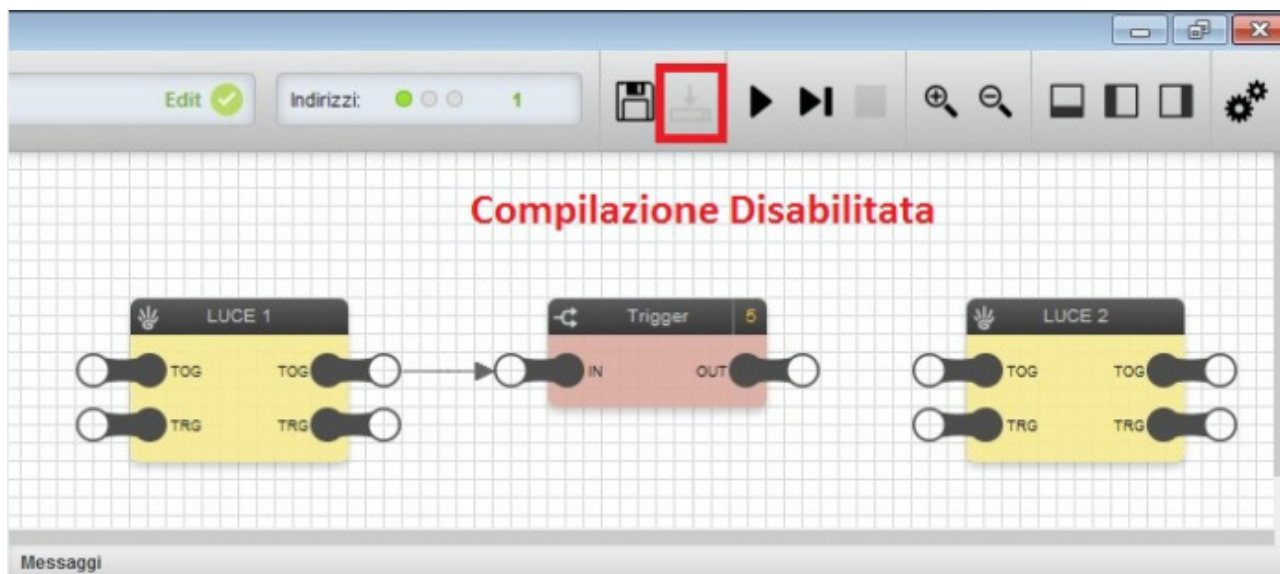 Edit
Indirizzi: 1
Compilazione Disabilitata
LUCE 1
Trigger 5
LUCE 2
TOG TOG IN OUT TOG TOG
TRG TRG TRG TRG
Messaggi